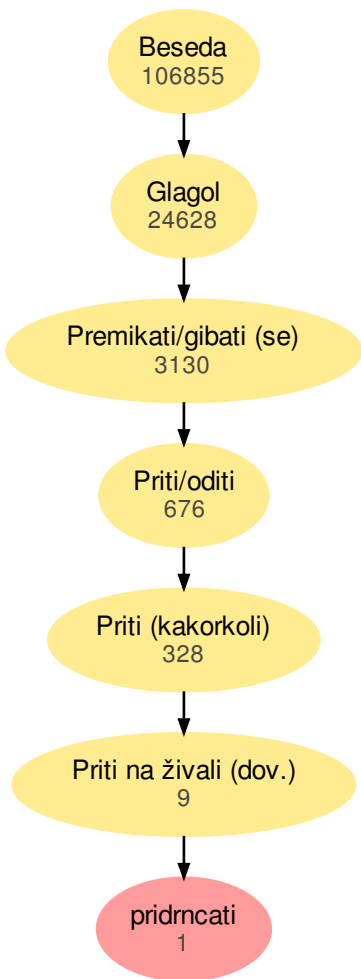 Beseda
106855
Glagol
24628
Premikati/gibati (se)
3130
Priti/oditi
676
Priti (kakorkoli)
328
Priti na živali (dov.)
9
pridrncati
1